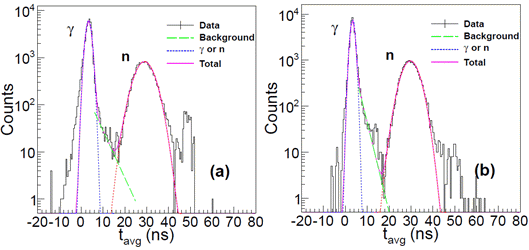 Counts
10⁴
10³
10²
10
1
γ
n
Data
Background
γ or n
Total
(a)
-20 -10 0 10 20 30 40 50 60 70 80
t_avg (ns)
Counts
10⁴
10³
10²
10
1
γ
n
Data
Background
γ or n
Total
(b)
-20 -10 0 10 20 30 40 50 60 70 80
t_avg (ns)